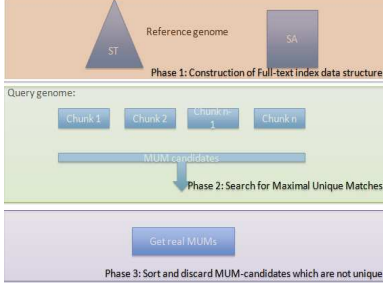 Reference genome
ST
SA
Phase 1: Construction of Full-text index data structure
Query genome:
Chunk 1
Chunk 2
Chunk n-
1
Chunk n
MUM candidates
Phase 2: Search for Maximal Unique Matches
Get real MUMs
Phase 3: Sort and discard MUM-candidates which are not unique